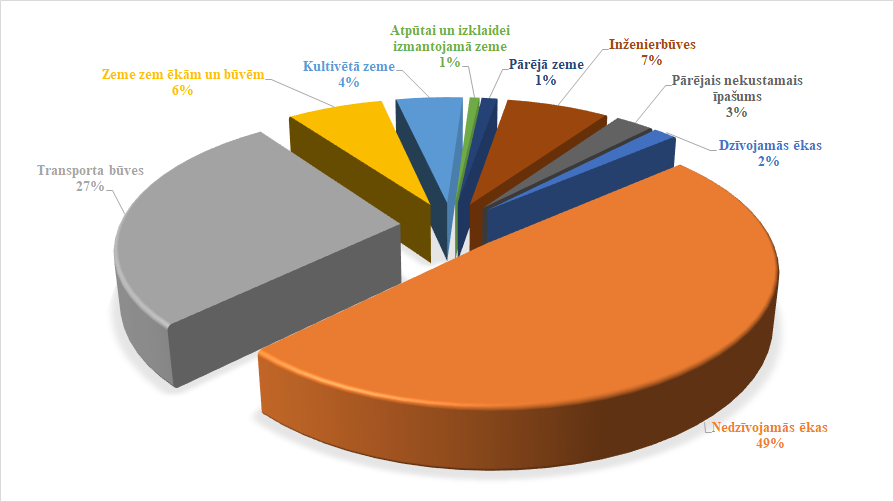 Atpūtai un izklaidei
izmantojamā zeme
1%
Pārējā zeme
1%
Inženierbūves
7%
Kultivētā zeme
4%
Zeme zem ēkām un būvēm
6%
Pārējais nekustamais
īpašums
3%
Dzīvojamās ēkas
2%
Transporta būves
27%
Nedzīvojamās ēkas
49%